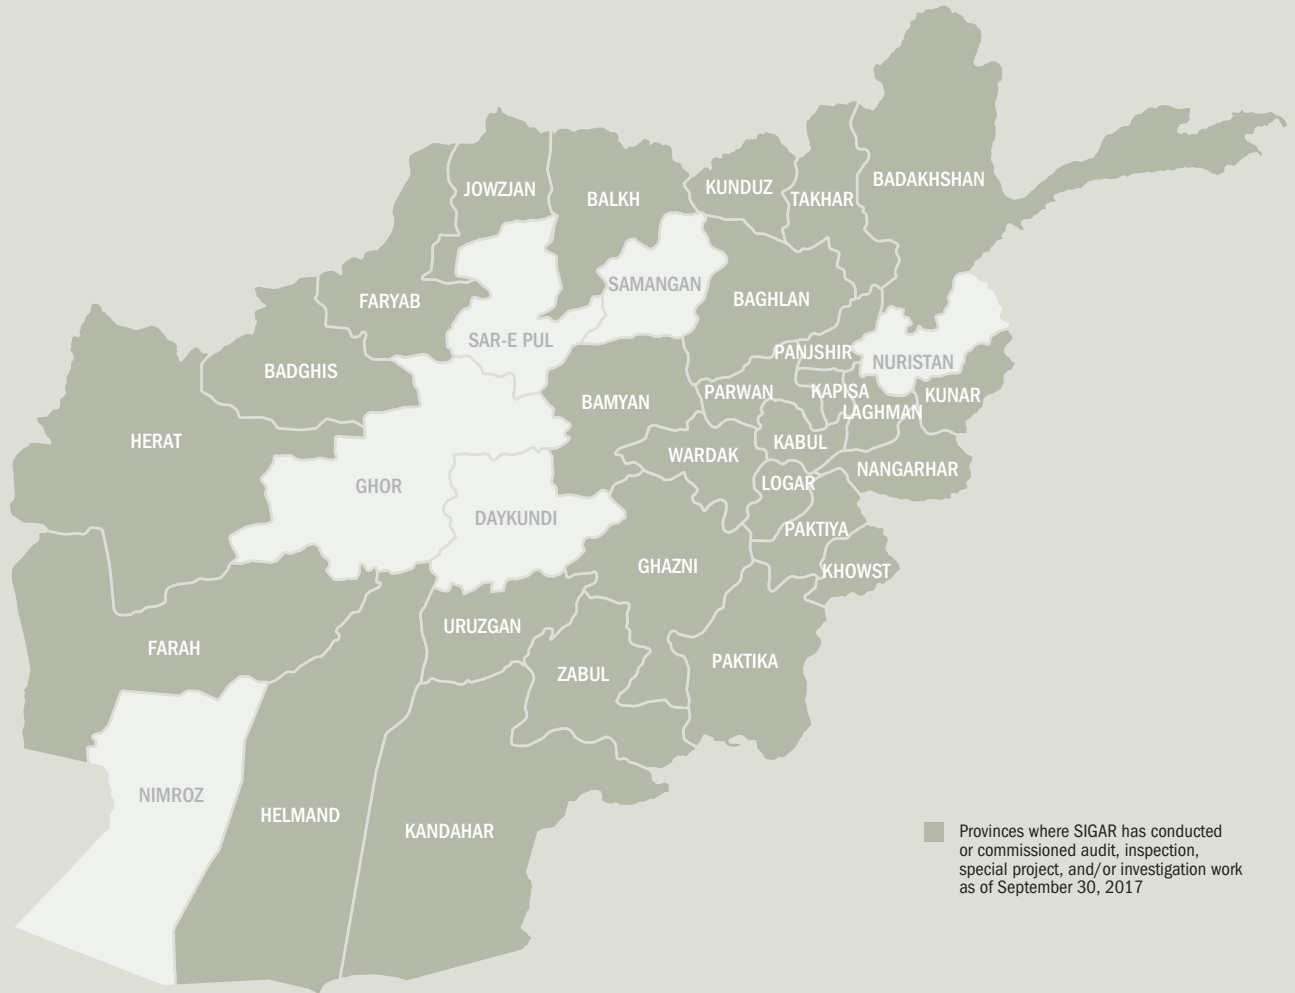 BADAKHSHAN
JOWZJAN
BALKH
KUNDUZ
TAKHAR
SAMANGAN
BAGHLAN
FARYAB
SAR-E PUL
PANJSHIR
NURISTAN
BADGHIS
PARWAN
KAPISA
KUNAR
BAMYAN
LAGHMAN
HERAT
KABUL
WARDAK
NANGARHAR
GHOR
LOGAR
DAYKUNDI
PAKTIYA
GHAZNI
KHOWST
URUZGAN
FARAH
PAKTIKA
ZABUL
NIMROZ
HELMAND
KANDAHAR
Provinces where SIGAR has conducted
or commissioned audit, inspection,
special project, and/or investigation work
as of September 30, 2017